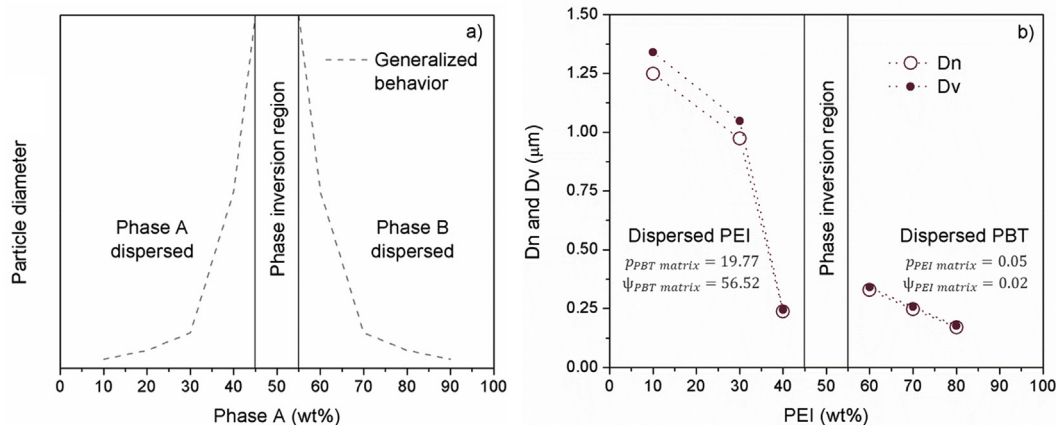 a)
Generalized
behavior
Particle diameter
Phase A
dispersed
Phase inversion region
Phase B
dispersed
0 10 20 30 40 50 60 70 80 90 100
Phase A (wt%)
b)
Dn
Dv
Dn and Dv (μm)
1.50
1.25
1.00
0.75
0.50
0.25
0.00
Dispersed PEI
pPBT matrix = 19.77
ψPBT matrix = 56.52
Phase inversion region
Dispersed PBT
pPEI matrix = 0.05
ψPEI matrix = 0.02
0 10 20 30 40 50 60 70 80 90 100
PEI (wt%)